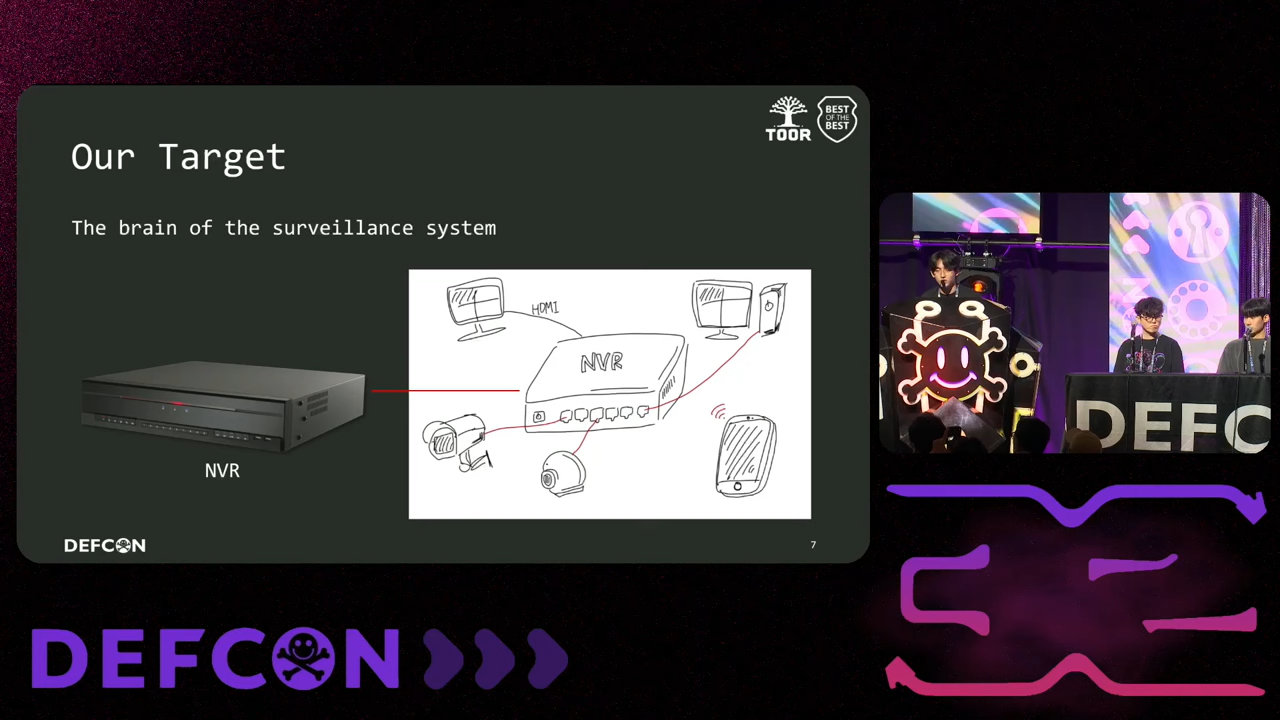 Our Target
TOOR
BEST
OF THE
BEST
The brain of the surveillance system
HDMI
NVR
NVR
DEFCON
7
DEFC
DEFCON